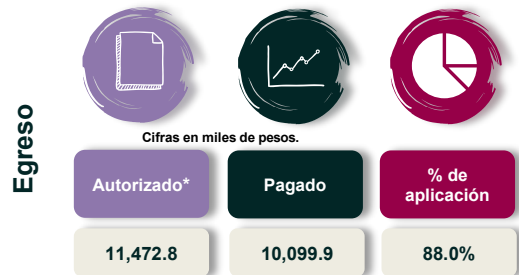 Egreso
Cifras en miles de pesos.
Autorizado*
Pagado
% de
aplicación
11,472.8
10,099.9
88.0%